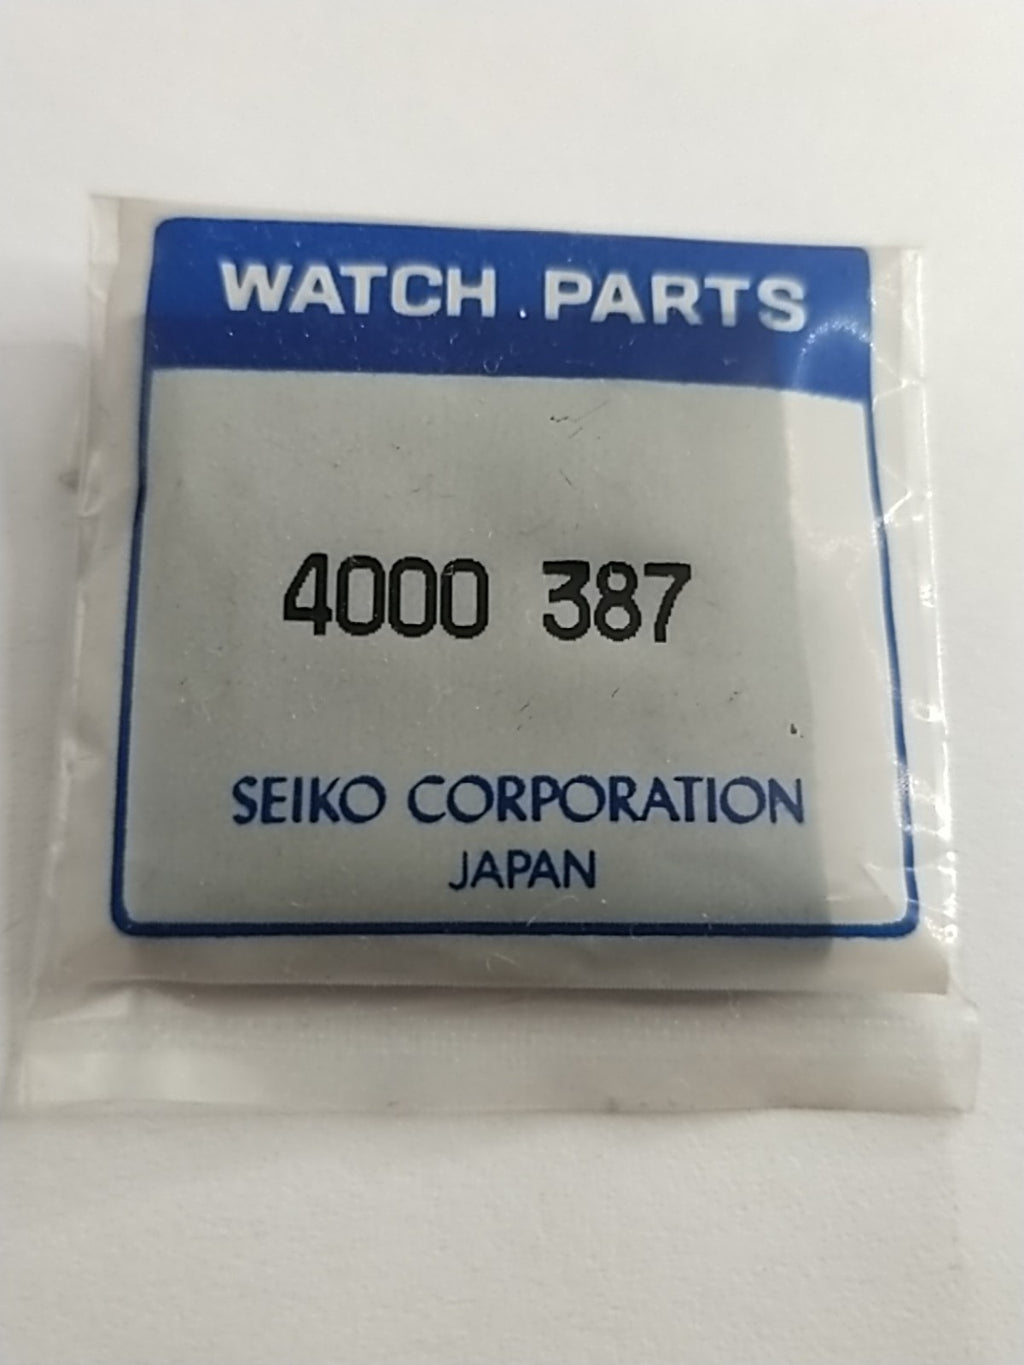 WATCH PARTS
4000 387
SEIKO CORPORATION
JAPAN